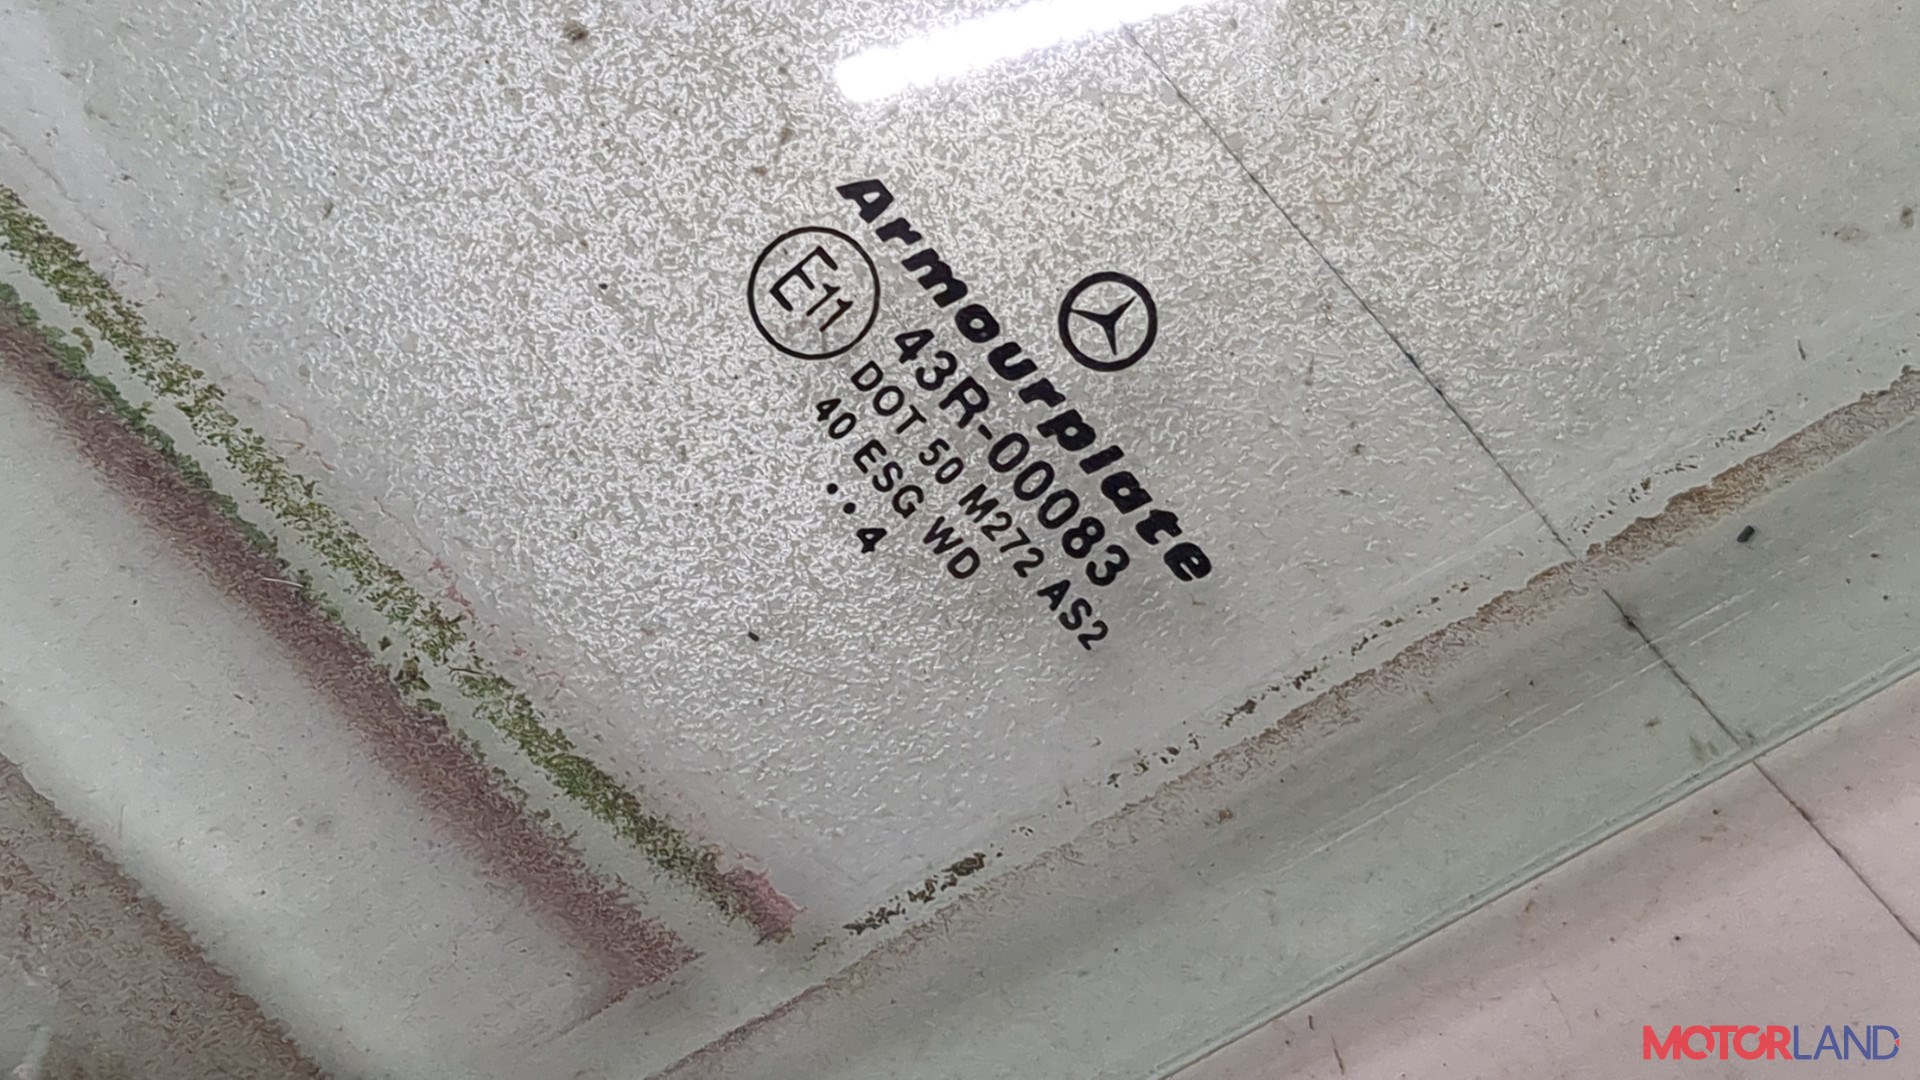 Armourplate
E11 43R-00083
DOT 50 M272 AS2
40 ESG WD
..4
MOTORLAND